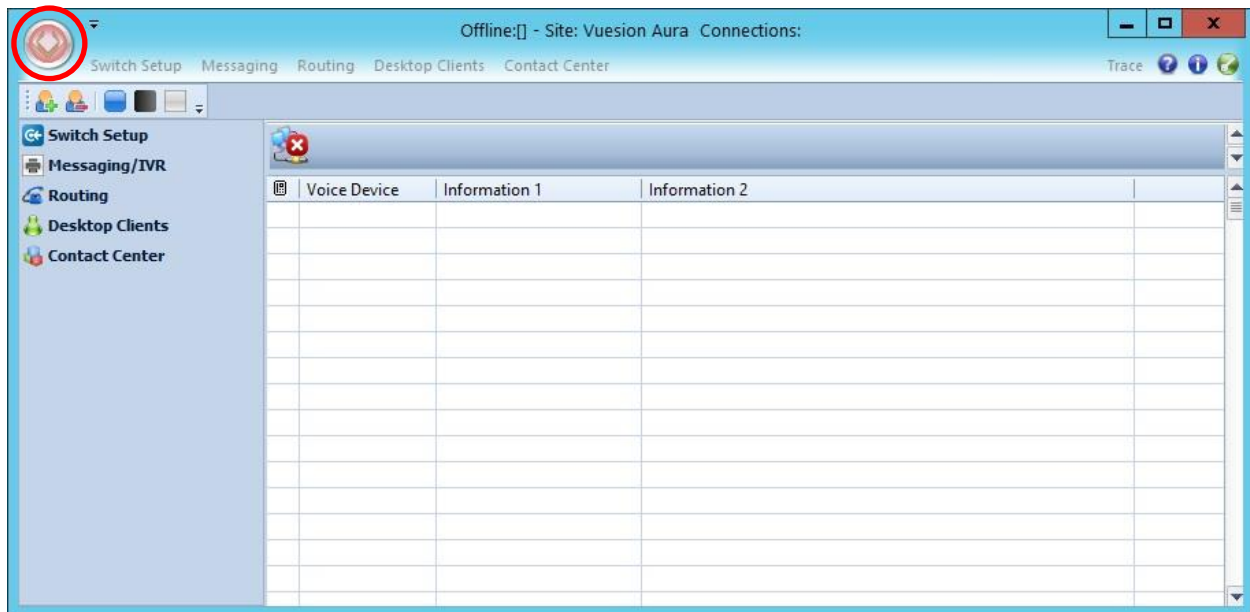 Offline:[] - Site: Vuesion Aura Connections:
Switch Setup Messaging Routing Desktop Clients Contact Center Trace
Switch Setup
Messaging/IVR
Routing
Desktop Clients
Contact Center
Voice Device Information 1 Information 2